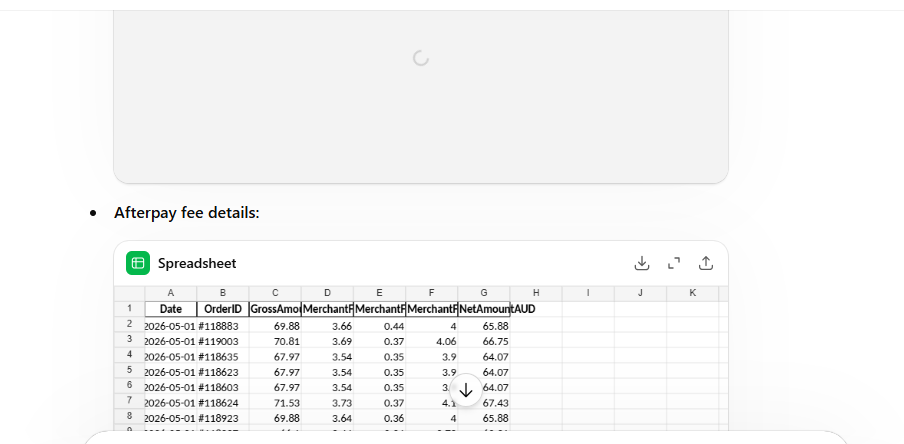 Afterpay fee details:
Spreadsheet
A B C D E F G H I J K
1 Date OrderID GrossAmo MerchantF MerchantF MerchantF NetAmountAUD
2 2026-05-01 #118883 69.88 3.66 0.44 4 65.88
3 2026-05-01 #119003 70.81 3.69 0.37 4.06 66.75
4 2026-05-01 #118635 67.97 3.54 0.35 3.9 64.07
5 2026-05-01 #118623 67.97 3.54 0.35 3.9 64.07
6 2026-05-01 #118603 67.97 3.54 0.35 64.07
7 2026-05-01 #118624 71.53 3.73 0.37 67.43
8 2026-05-01 #118923 69.88 3.64 0.36 4 65.88